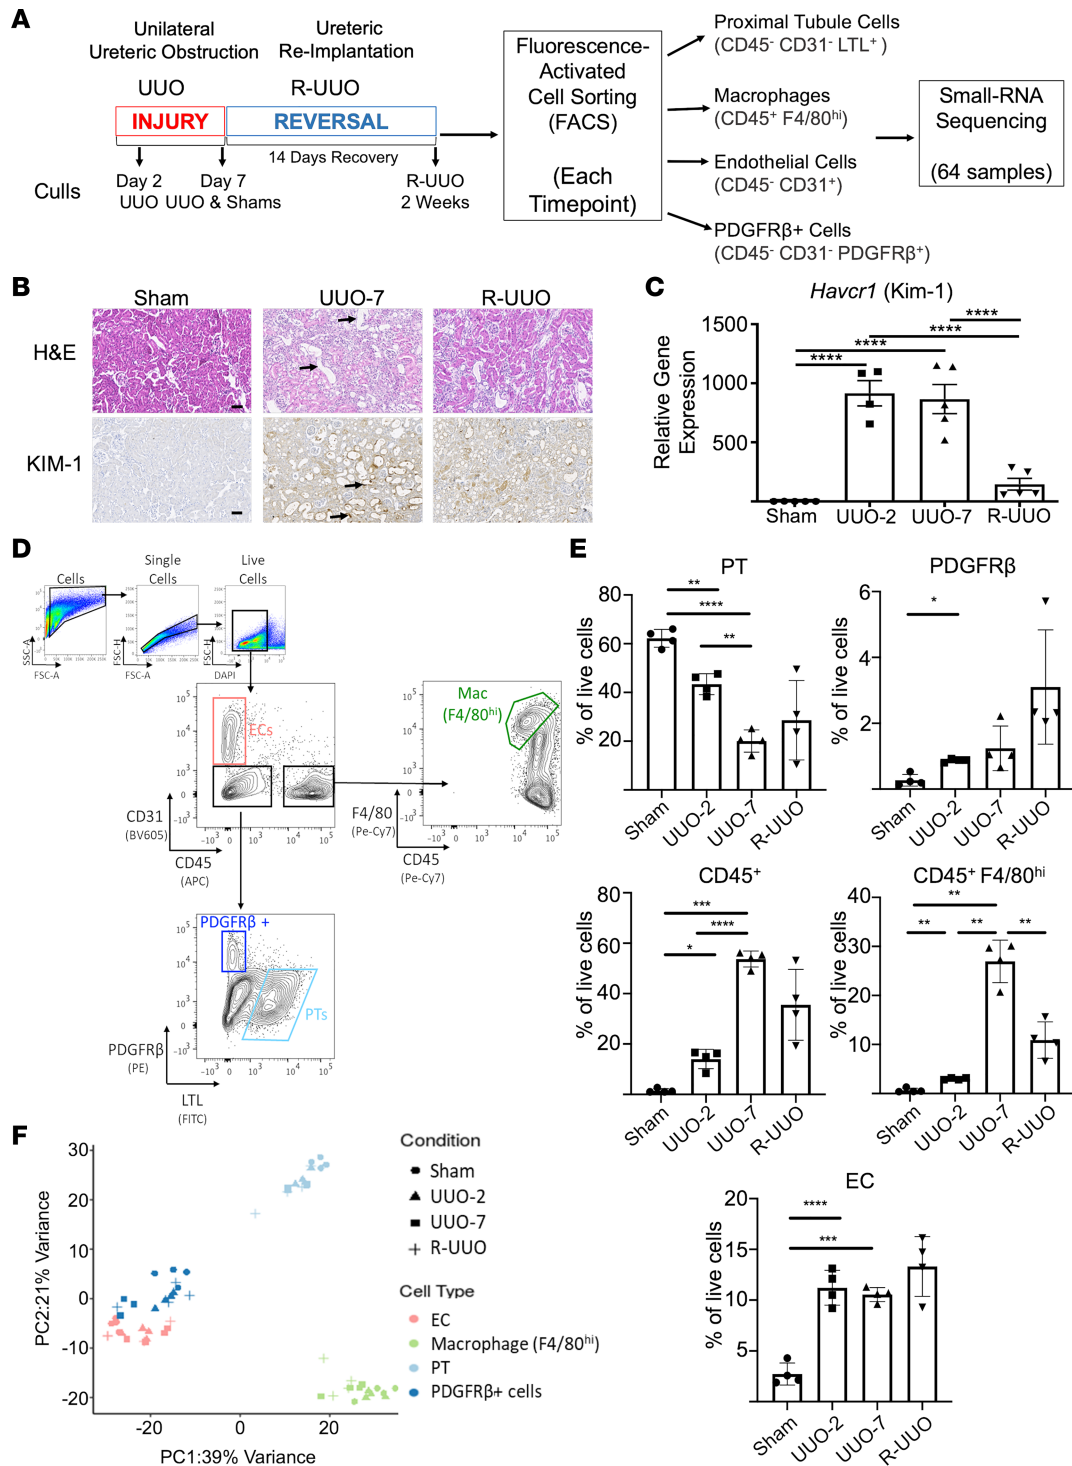 A
Unilateral
Ureteric Obstruction
Ureteric
Re-Implantation
UUO
R-UUO
INJURY
REVERSAL
14 Days Recovery
Culls
Day 2
UUO
Day 7
UUO & Shams
R-UUO
2 Weeks
Fluorescence-
Activated
Cell Sorting
(FACS)
(Each
Timepoint)
Proximal Tubule Cells
(CD45- CD31- LTL+ )
Macrophages
(CD45+ F4/80hi)
Endothelial Cells
(CD45- CD31+)
PDGFRβ+ Cells
(CD45- CD31- PDGFRβ+)
Small-RNA
Sequencing
(64 samples)
B
Sham
UUO-7
R-UUO
H&E
KIM-1
C
Havcr1 (Kim-1)
Relative Gene
Expression
1500
1000
500
****
****
****
****
Sham
UUO-2
UUO-7
R-UUO
D
Cells
Single
Cells
Live
Cells
SSC-A
FSC-A
FSC-H
FSC-A
FSC-H
DAPI
ECs
CD31
(BV605)
CD45
(APC)
Mac
(F4/80hi)
F4/80
(Pe-Cy7)
CD45
(Pe-Cy7)
PDGFRβ +
PTs
PDGFRβ
(PE)
LTL
(FITC)
E
PT
% of live cells
80
60
40
20
**
****
**
Sham
UUO-2
UUO-7
R-UUO
PDGFRβ
% of live cells
6
4
2
*
Sham
UUO-2
UUO-7
R-UUO
CD45+
% of live cells
80
60
40
20
***
****
*
Sham
UUO-2
UUO-7
R-UUO
CD45+ F4/80hi
% of live cells
40
30
20
10
**
** ** **
Sham
UUO-2
UUO-7
R-UUO
EC
% of live cells
20
15
10
5
****
***
Sham
UUO-2
UUO-7
R-UUO
F
PC2:21% Variance
30
20
10
0
-10
-20
-20
0
20
PC1:39% Variance
Condition
Sham
UUO-2
UUO-7
R-UUO
Cell Type
EC
Macrophage (F4/80hi)
PT
PDGFRβ+ cells